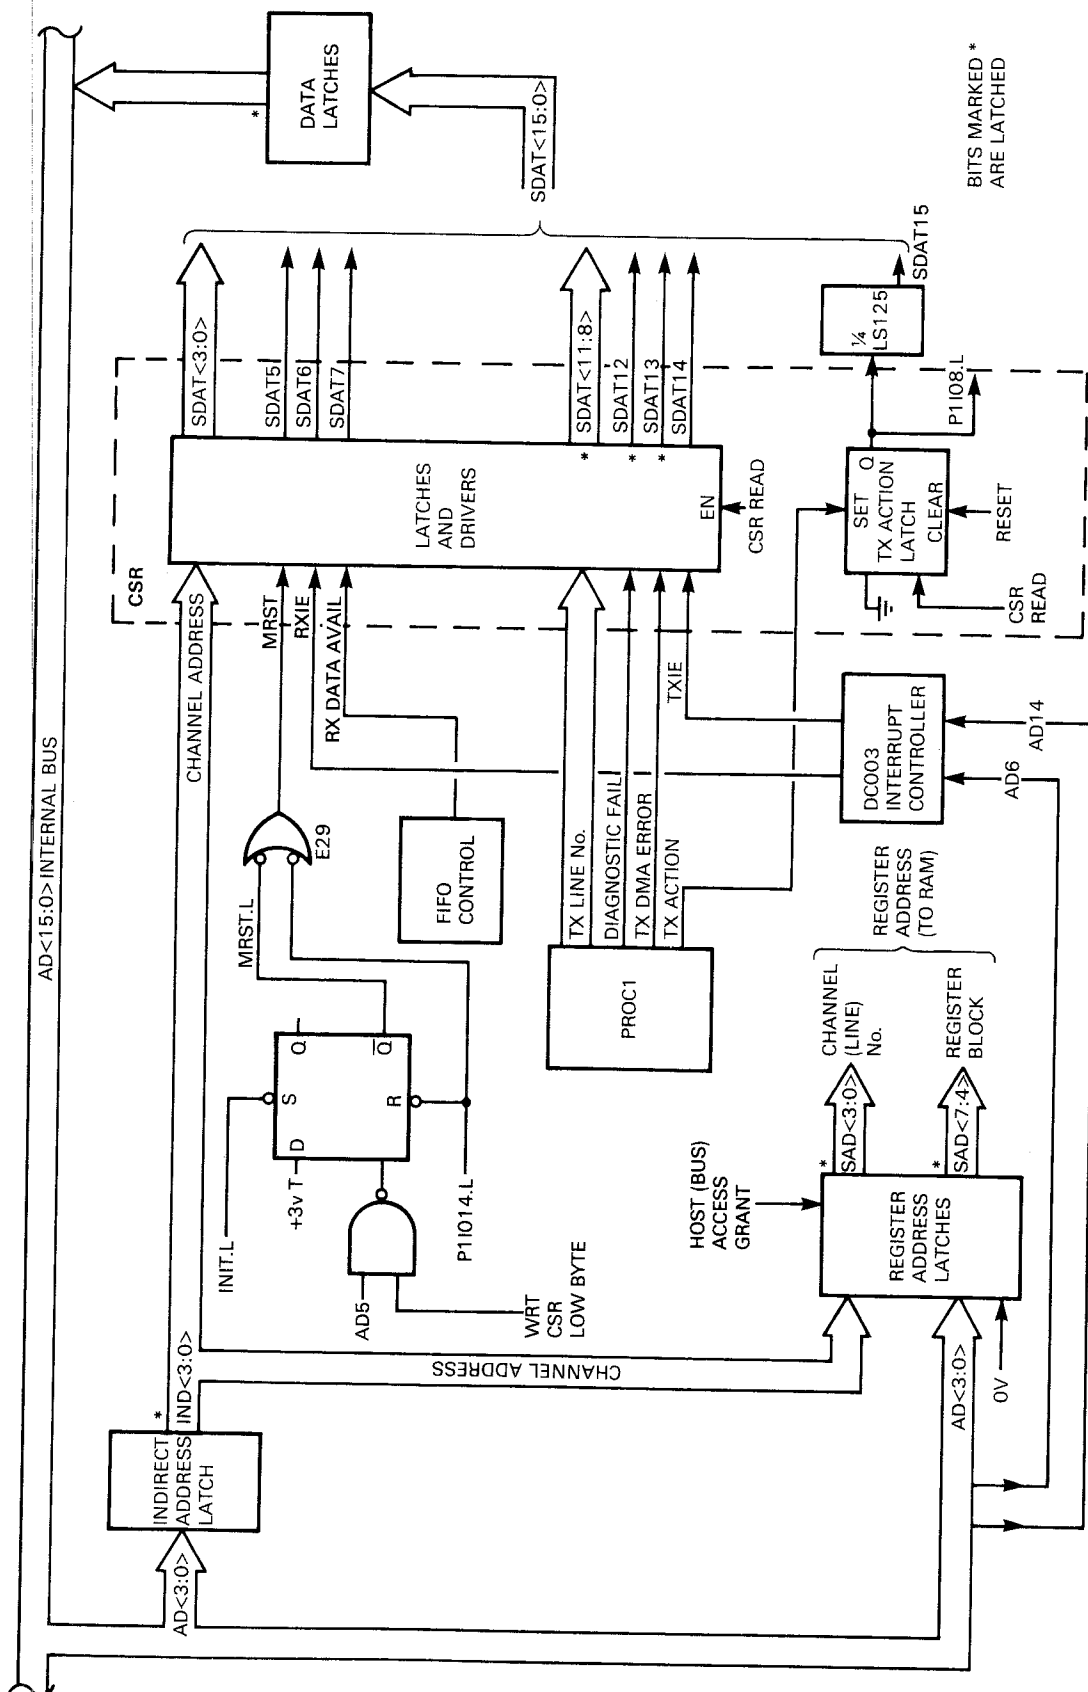 AD<15:0> INTERNAL BUS
AD<3:0>
INDIRECT
ADDRESS
LATCH
*
IND<3:0>
CHANNEL ADDRESS
CHANNEL ADDRESS
INIT.L
+3v T
D
S
Q
Q
R
AD5
WRT
CSR
LOW BYTE
P1I014.L
MRST.L
E29
FIFO
CONTROL
MRST
RXIE
RX DATA AVAIL
CSR
LATCHES
AND
DRIVERS
EN
CSR READ
SDAT<3:0>
SDAT5
SDAT6
SDAT7
*
SDAT<11:8>
*
SDAT12
*
SDAT13
SDAT14
*
DATA
LATCHES
SDAT<15:0>
PROC1
TX LINE No.
DIAGNOSTIC FAIL
TX DMA ERROR
TX ACTION
TXIE
SET
Q
TX ACTION
LATCH
CLEAR
RESET
CSR
READ
P1I08.L
¼
LS125
SDAT15
BITS MARKED *
ARE LATCHED
DC003
INTERRUPT
CONTROLLER
AD6
AD14
HOST (BUS)
ACCESS
GRANT
AD<3:0>
0V
REGISTER
ADDRESS
LATCHES
*
SAD<3:0>
*
SAD<7:4>
CHANNEL
(LINE)
No.
REGISTER
BLOCK
REGISTER
ADDRESS
(TO RAM)